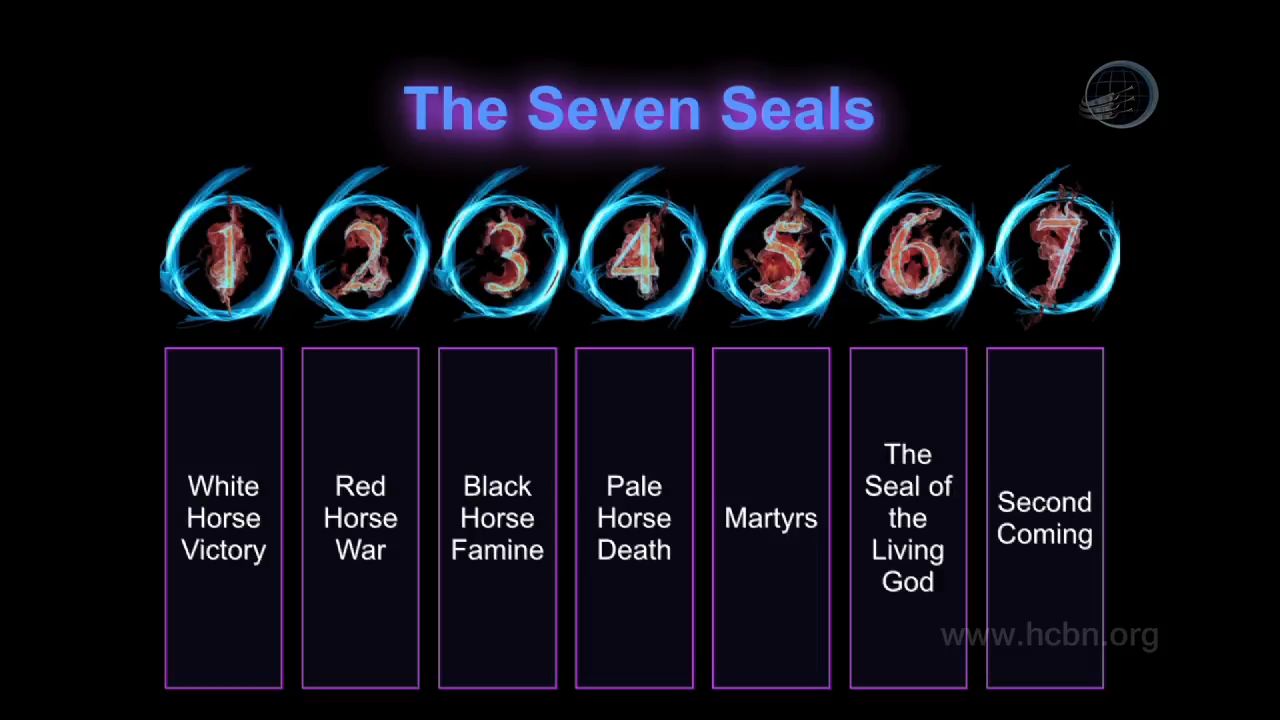 The Seven Seals
1 2 3 4 5 6 7
White
Horse
Victory
Red
Horse
War
Black
Horse
Famine
Pale
Horse
Death
Martyrs
The
Seal of
the
Living
God
Second
Coming
www.hcbn.org